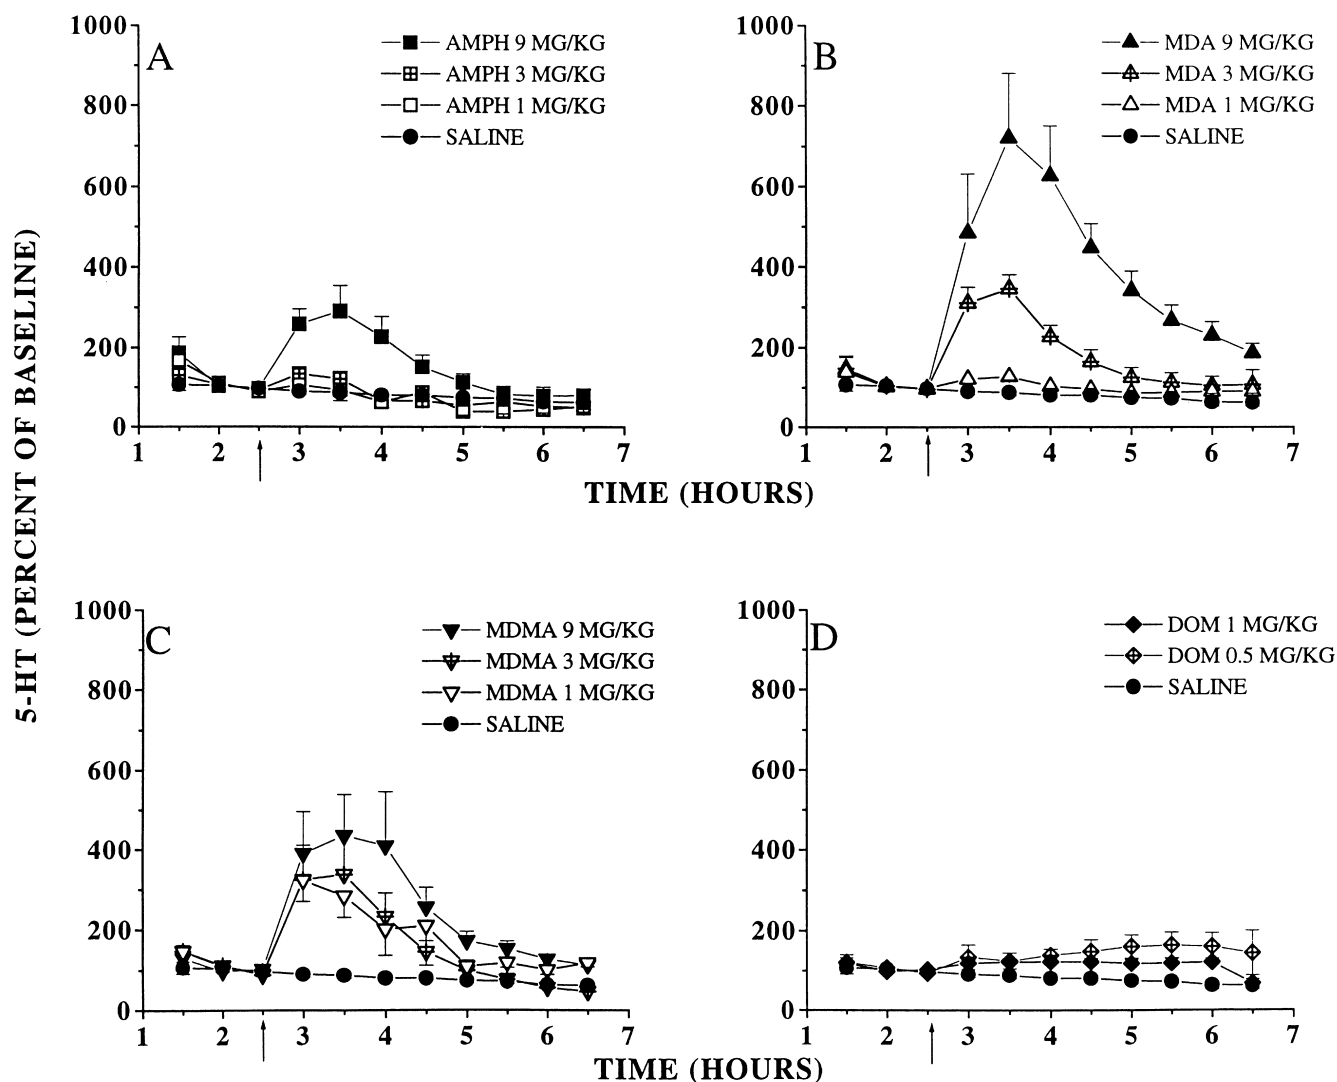 5-HT (PERCENT OF BASELINE)
A
1000
800
600
400
200
0
AMPH 9 MG/KG
AMPH 3 MG/KG
AMPH 1 MG/KG
SALINE
1 2 3 4 5 6 7
B
1000
800
600
400
200
0
MDA 9 MG/KG
MDA 3 MG/KG
MDA 1 MG/KG
SALINE
1 2 3 4 5 6 7
TIME (HOURS)
C
1000
800
600
400
200
0
MDMA 9 MG/KG
MDMA 3 MG/KG
MDMA 1 MG/KG
SALINE
1 2 3 4 5 6 7
D
1000
800
600
400
200
0
DOM 1 MG/KG
DOM 0.5 MG/KG
SALINE
1 2 3 4 5 6 7
TIME (HOURS)